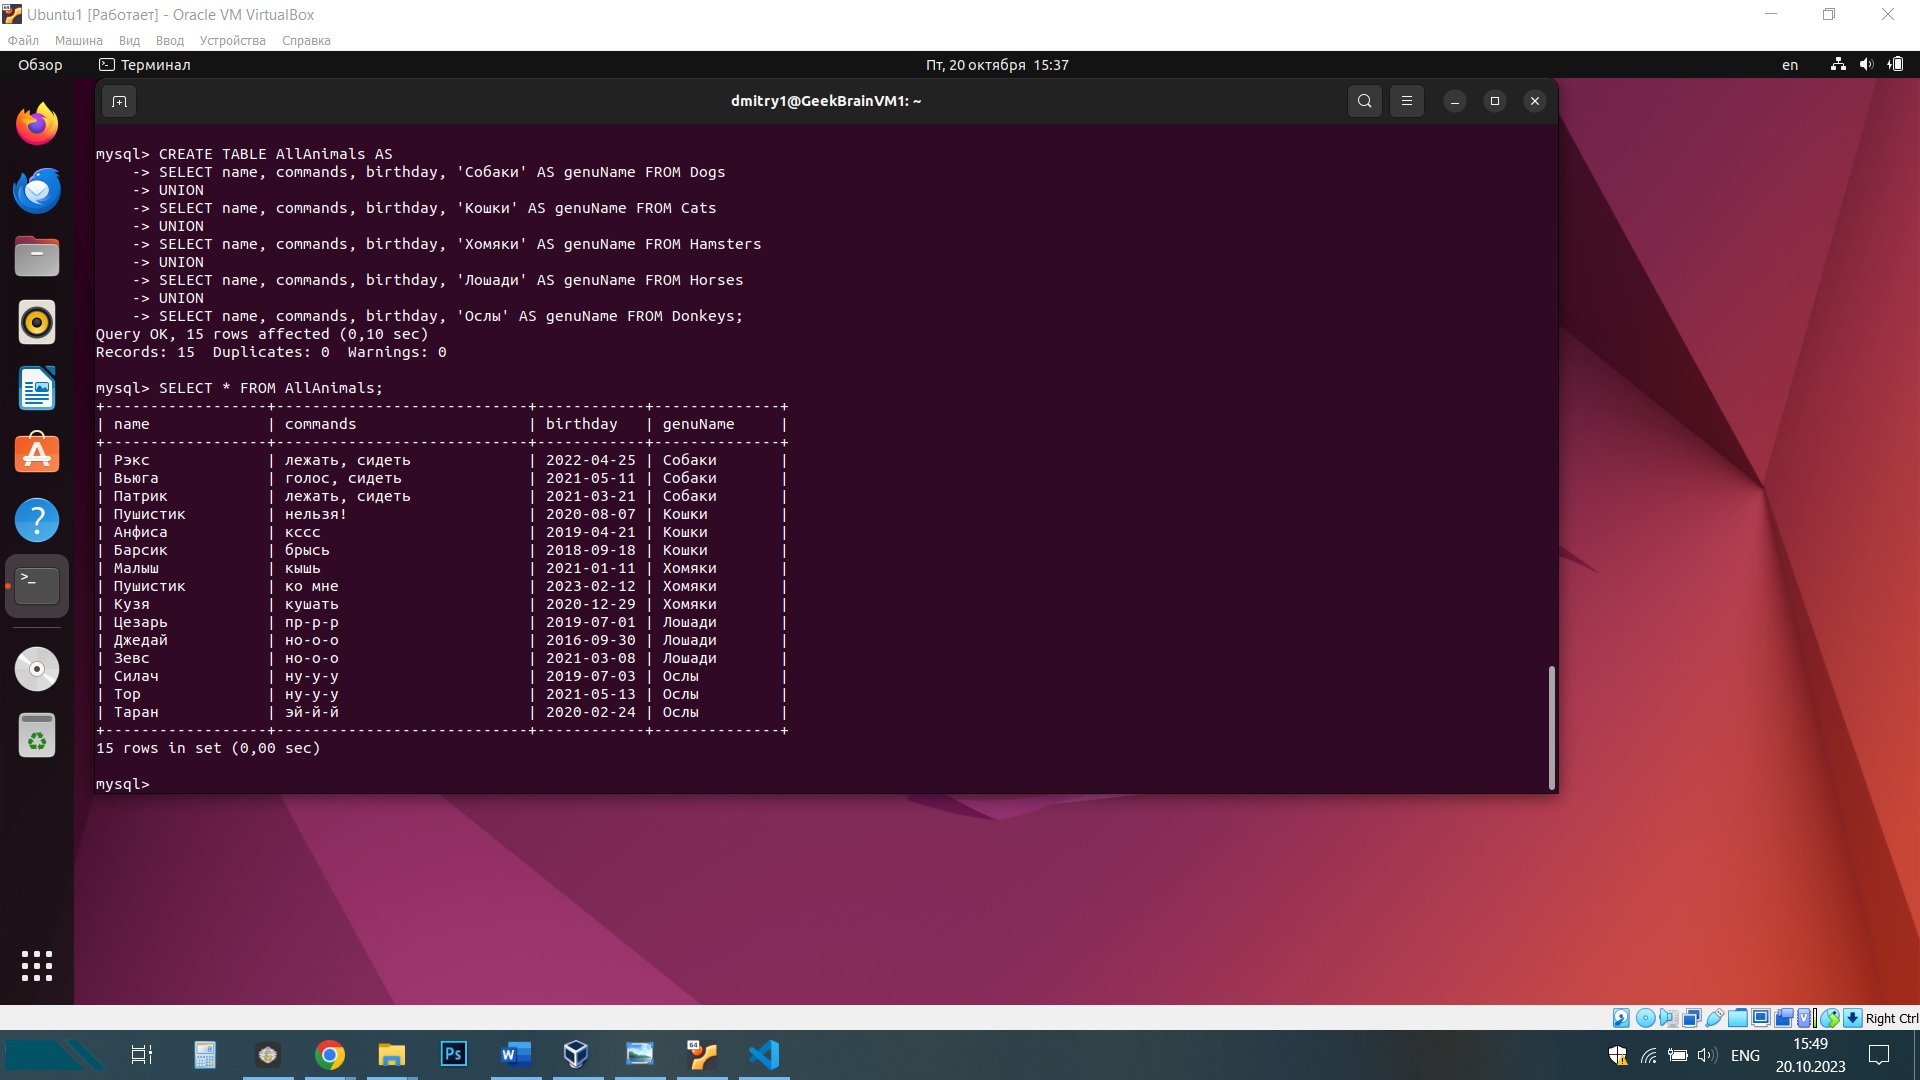 Ubuntu1 [Работает] - Oracle VM VirtualBox
Файл Машина Вид Ввод Устройства Справка
Обзор Терминал Пт, 20 октября 15:37 en
dmitry1@GeekBrainVM1: ~
mysql> CREATE TABLE AllAnimals AS
    -> SELECT name, commands, birthday, 'Собаки' AS genuName FROM Dogs
    -> UNION
    -> SELECT name, commands, birthday, 'Кошки' AS genuName FROM Cats
    -> UNION
    -> SELECT name, commands, birthday, 'Хомяки' AS genuName FROM Hamsters
    -> UNION
    -> SELECT name, commands, birthday, 'Лошади' AS genuName FROM Horses
    -> UNION
    -> SELECT name, commands, birthday, 'Ослы' AS genuName FROM Donkeys;
Query OK, 15 rows affected (0,10 sec)
Records: 15  Duplicates: 0  Warnings: 0
mysql> SELECT * FROM AllAnimals;
+------------------+----------------------------+------------+--------------+
| name             | commands                   | birthday   | genuName     |
+------------------+----------------------------+------------+--------------+
| Рэкс             | лежать, сидеть             | 2022-04-25 | Собаки       |
| Вьюга            | голос, сидеть              | 2021-05-11 | Собаки       |
| Патрик           | лежать, сидеть             | 2021-03-21 | Собаки       |
| Пушистик         | нельзя!                    | 2020-08-07 | Кошки        |
| Анфиса           | кссс                       | 2019-04-21 | Кошки        |
| Барсик           | брысь                      | 2018-09-18 | Кошки        |
| Малыш            | кышь                       | 2021-01-11 | Хомяки       |
| Пушистик         | ко мне                     | 2023-02-12 | Хомяки       |
| Кузя             | кушать                     | 2020-12-29 | Хомяки       |
| Цезарь           | пр-р-р                     | 2019-07-01 | Лошади       |
| Джедай           | но-о-о                     | 2016-09-30 | Лошади       |
| Зевс             | но-о-о                     | 2021-03-08 | Лошади       |
| Силач            | ну-у-у                     | 2019-07-03 | Ослы         |
| Тор              | ну-у-у                     | 2021-05-13 | Ослы         |
| Таран            | эй-й-й                     | 2020-02-24 | Ослы         |
+------------------+----------------------------+------------+--------------+
15 rows in set (0,00 sec)
mysql>
Right Ctrl
Ps
W
64
ENG
15:49
20.10.2023